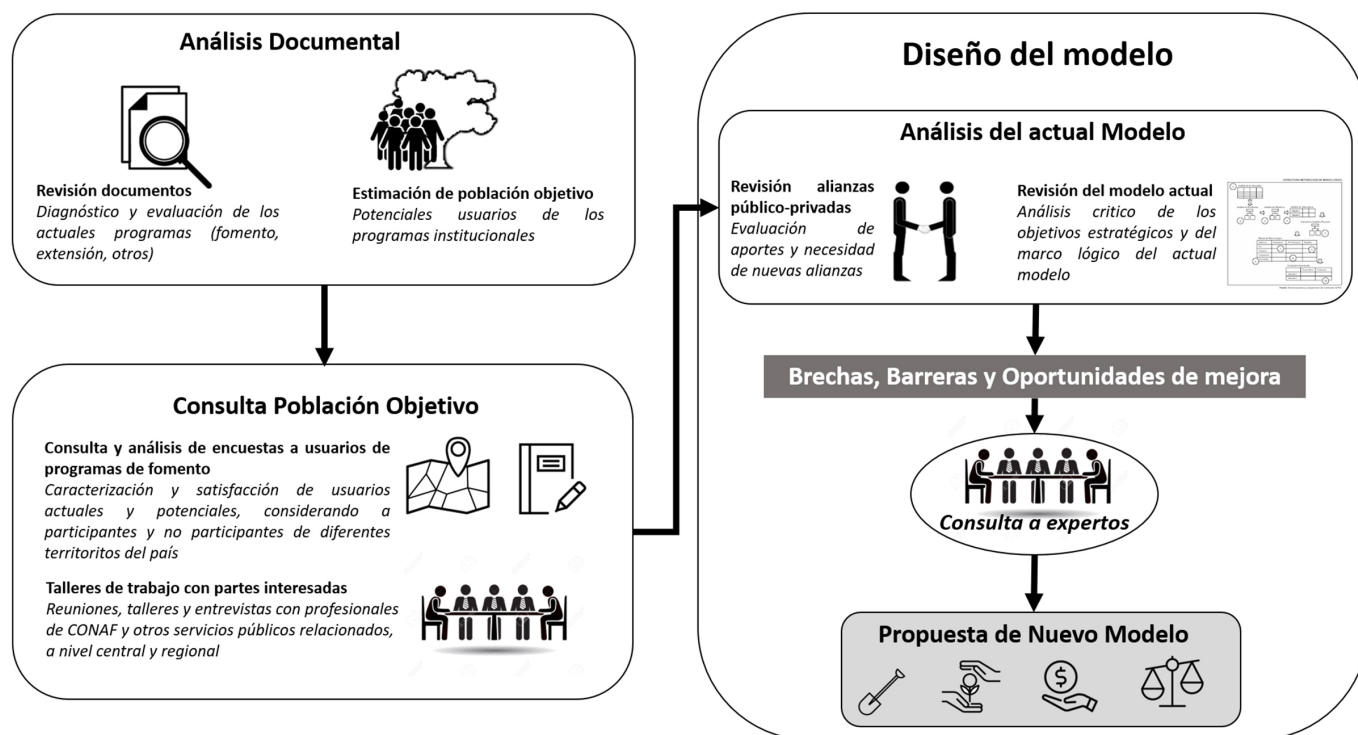 Análisis Documental
Revisión documentos
Diagnóstico y evaluación de los
actuales programas (fomento,
extensión, otros)
Estimación de población objetivo
Potenciales usuarios de los
programas institucionales
Consulta Población Objetivo
Consulta y análisis de encuestas a usuarios de
programas de fomento
Caracterización y satisfacción de usuarios
actuales y potenciales, considerando a
participantes y no participantes de diferentes
territoritos del país
Talleres de trabajo con partes interesadas
Reuniones, talleres y entrevistas con profesionales
de CONAF y otros servicios públicos relacionados,
a nivel central y regional
Diseño del modelo
Análisis del actual Modelo
Revisión alianzas
público-privadas
Evaluación de
aportes y necesidad
de nuevas alianzas
Revisión del modelo actual
Análisis critico de los
objetivos estratégicos y del
marco lógico del actual
modelo
Brechas, Barreras y Oportunidades de mejora
Consulta a expertos
Propuesta de Nuevo Modelo
$